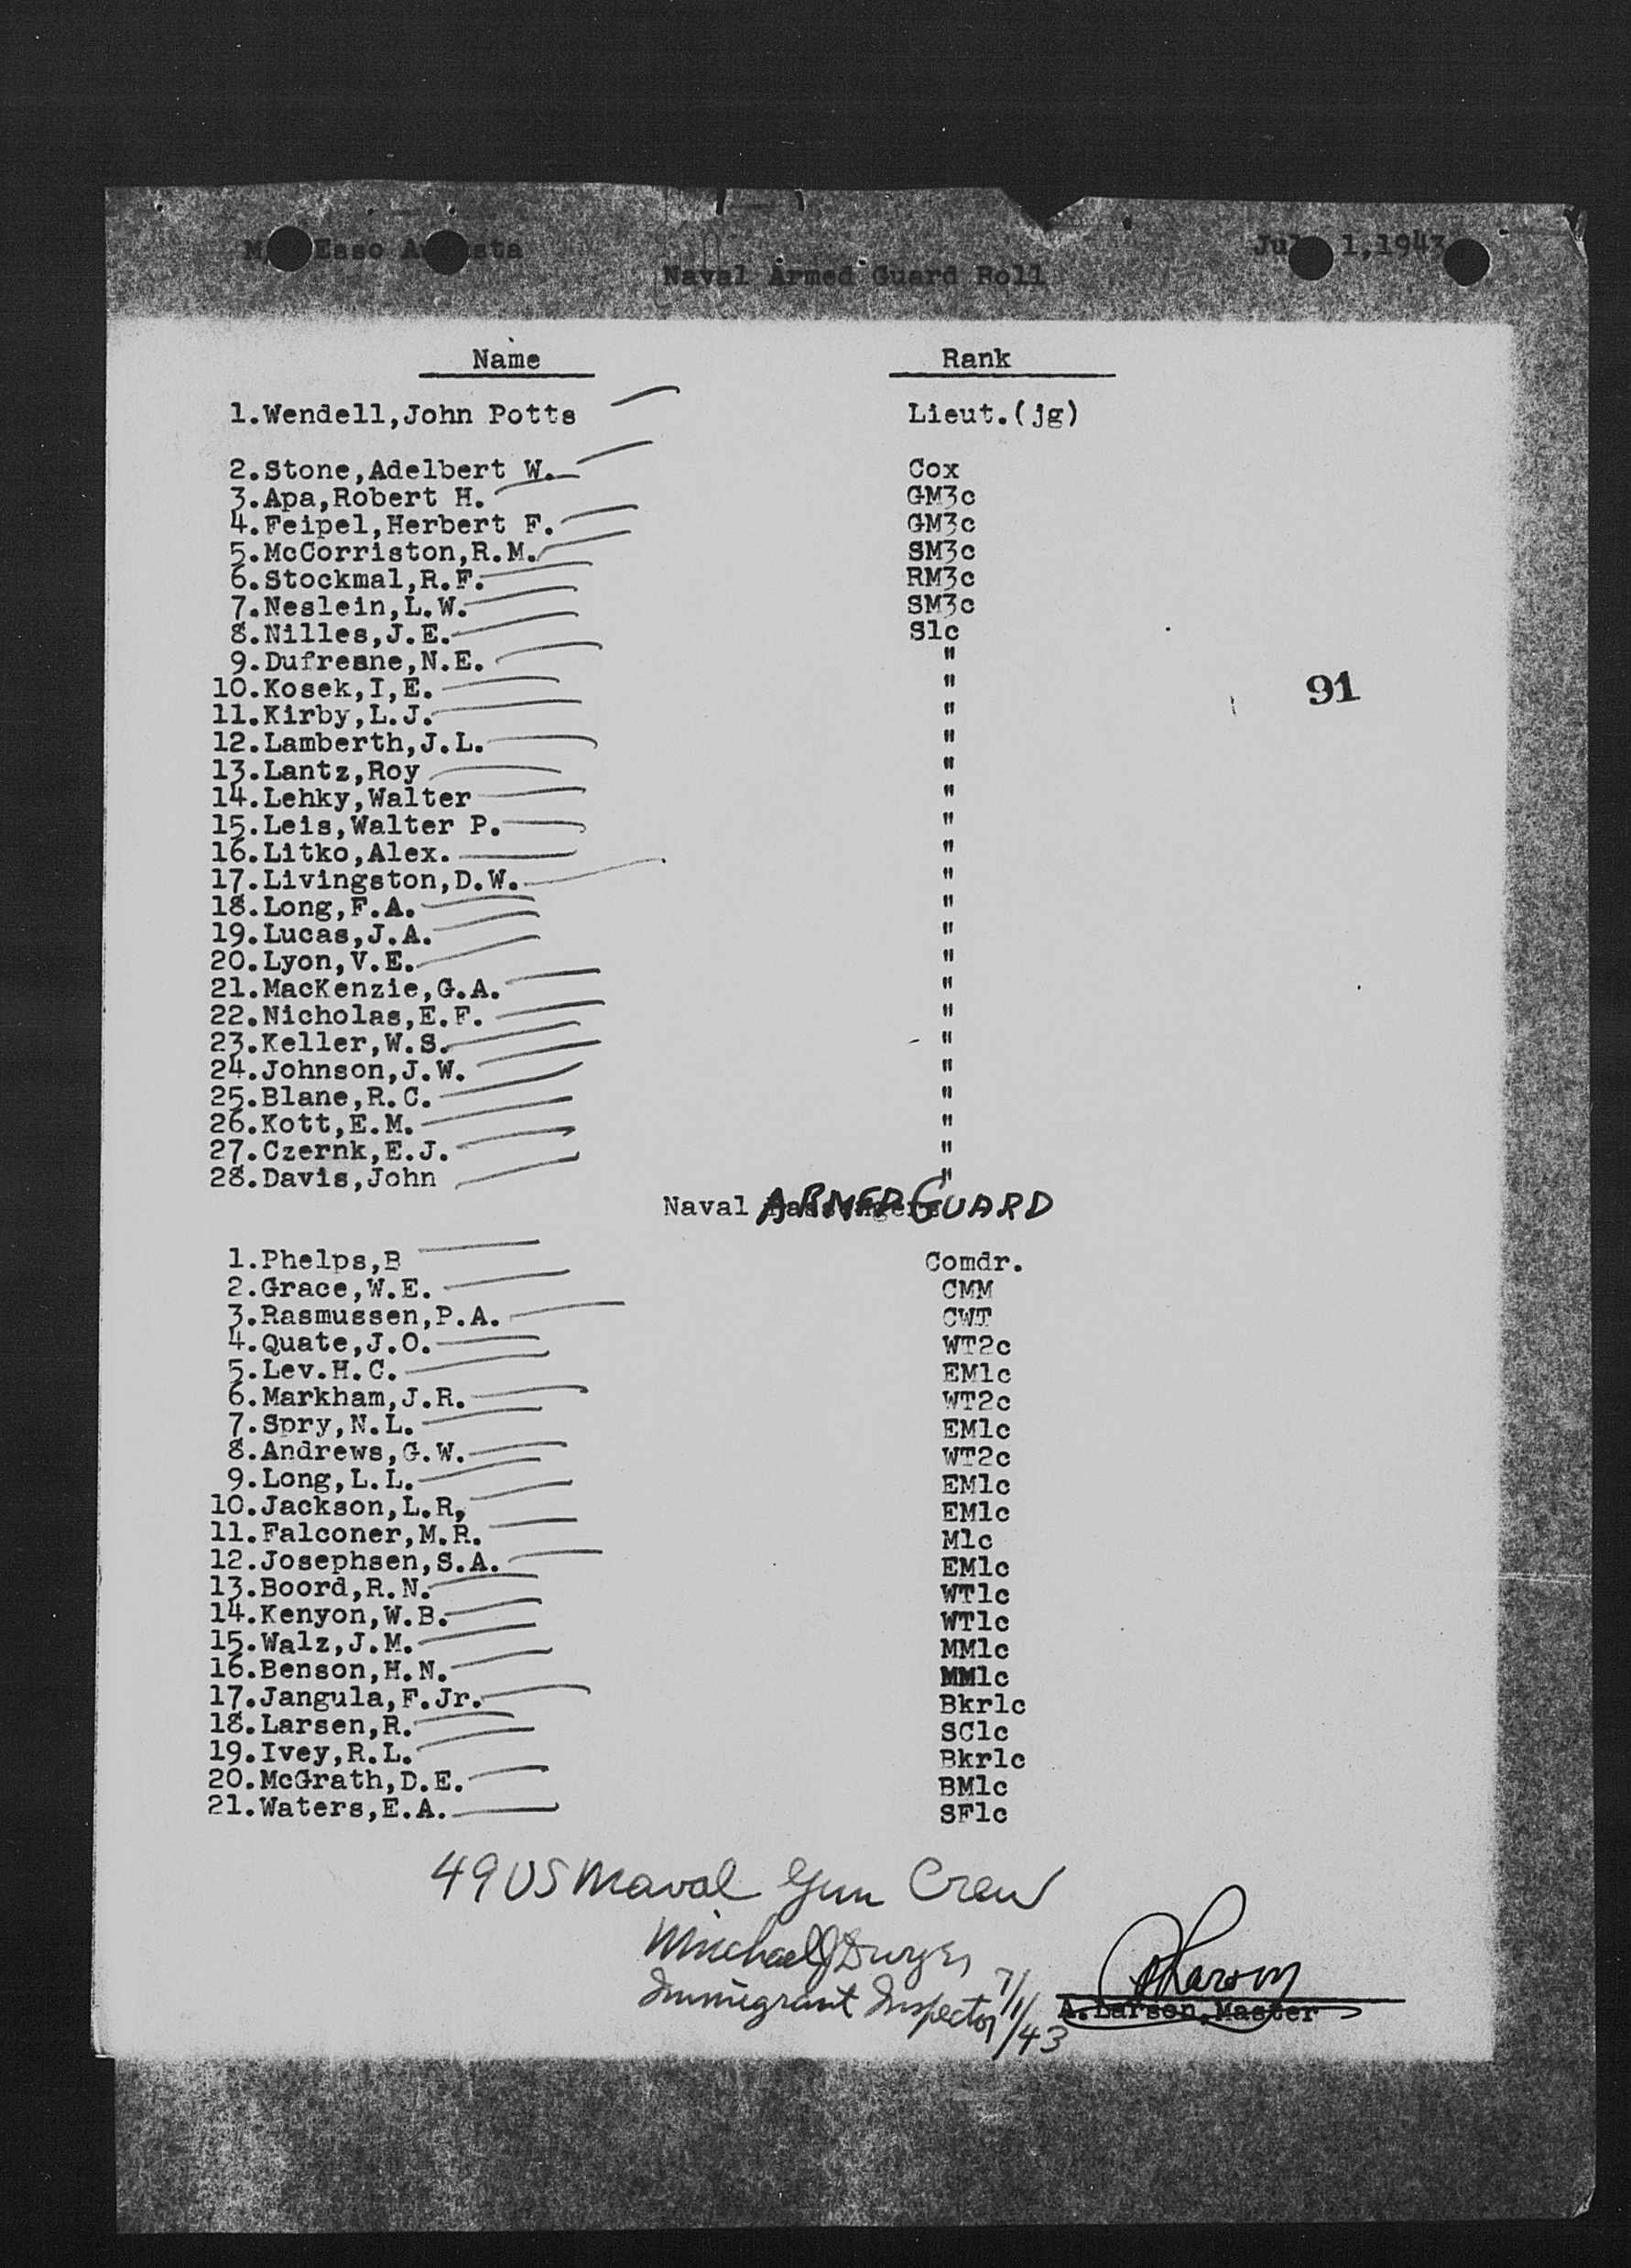 Esso Augusta July 1,1943
Naval Armed Guard Roll
Name Rank
1.Wendell,John Potts Lieut.(jg)
2.Stone,Adelbert W. Cox
3.Apa,Robert H. GM3c
4.Feipel,Herbert F. GM3c
5.McCorriston,R.M. SM3c
6.Stockmal,R.F. RM3c
7.Neslein,L.W. SM3c
8.Nilles,J.E. S1c
9.Dufresne,N.E. "
10.Kosek,I,E. "
91
11.Kirby,L.J. "
12.Lamberth,J.L. "
13.Lantz,Roy "
14.Lehky,Walter "
15.Leis,Walter P. "
16.Litko,Alex. "
17.Livingston,D.W. "
18.Long,F.A. "
19.Lucas,J.A. "
20.Lyon,V.E. "
21.MacKenzie,G.A. "
22.Nicholas,E.F. "
23.Keller,W.S. "
24.Johnson,J.W. "
25.Blane,R.C. "
26.Kott,E.M. "
27.Czernk,E.J. "
28.Davis,John "
Naval ARMED GUARD
1.Phelps,B Comdr.
2.Grace,W.E. CMM
3.Rasmussen,P.A. CWT
4.Quate,J.O. WT2c
5.Lev.H.C. EM1c
6.Markham,J.R. WT2c
7.Spry,N.L. EM1c
8.Andrews,G.W. WT2c
9.Long,L.L. EM1c
10.Jackson,L.R, EM1c
11.Falconer,M.R. M1c
12.Josephsen,S.A. EM1c
13.Boord,R.N. WT1c
14.Kenyon,W.B. WT1c
15.Walz,J.M. MM1c
16.Benson,H.N. MM1c
17.Jangula,F.Jr. Bkr1c
18.Larsen,R. SC1c
19.Ivey,R.L. Bkr1c
20.McGrath,D.E. BM1c
21.Waters,E.A. SF1c
49 US Naval Gun Crew
Michael J Dwyer
Immigrant Inspector 7/1/43
A.Larson,Master